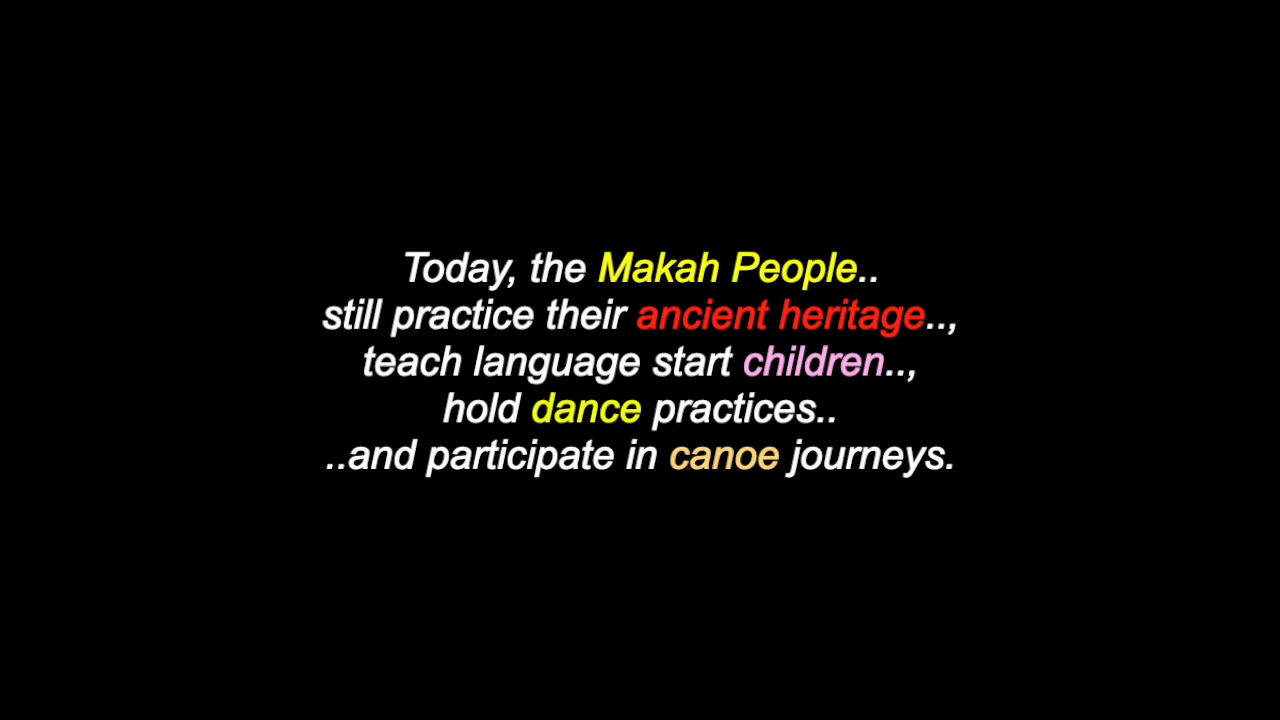 Today, the Makah People..
still practice their ancient heritage..,
teach language start children..,
hold dance practices..
..and participate in canoe journeys.